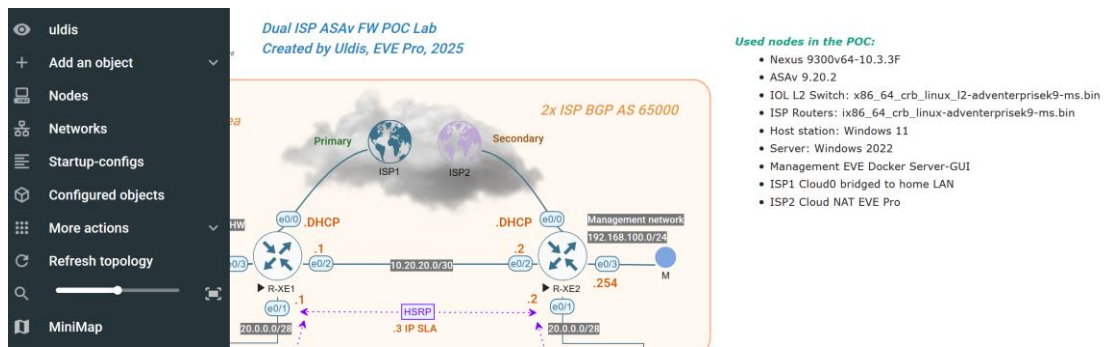 uldis
Add an object
Nodes
Networks
Startup-configs
Configured objects
More actions
Refresh topology
MiniMap
Dual ISP ASAv FW POC Lab
Created by Uldis, EVE Pro, 2025
ea
2x ISP BGP AS 65000
Primary
Secondary
ISP1
ISP2
HW
e0/0
.DHCP
.DHCP
e0/0
Management network
192.168.100.0/24
e0/3
.1
e0/2
10.20.20.0/30
.2
e0/2
e0/3
.254
M
R-XE1
R-XE2
e0/1
.1
HSRP
.2
e0/1
20.0.0.0/28
.3 IP SLA
20.0.0.0/28
Used nodes in the POC:
• Nexus 9300v64-10.3.3F
• ASAv 9.20.2
• IOL L2 Switch: x86_64_crb_linux_l2-adventerprisek9-ms.bin
• ISP Routers: ix86_64_crb_linux-adventerprisek9-ms.bin
• Host station: Windows 11
• Server: Windows 2022
• Management EVE Docker Server-GUI
• ISP1 Cloud0 bridged to home LAN
• ISP2 Cloud NAT EVE Pro